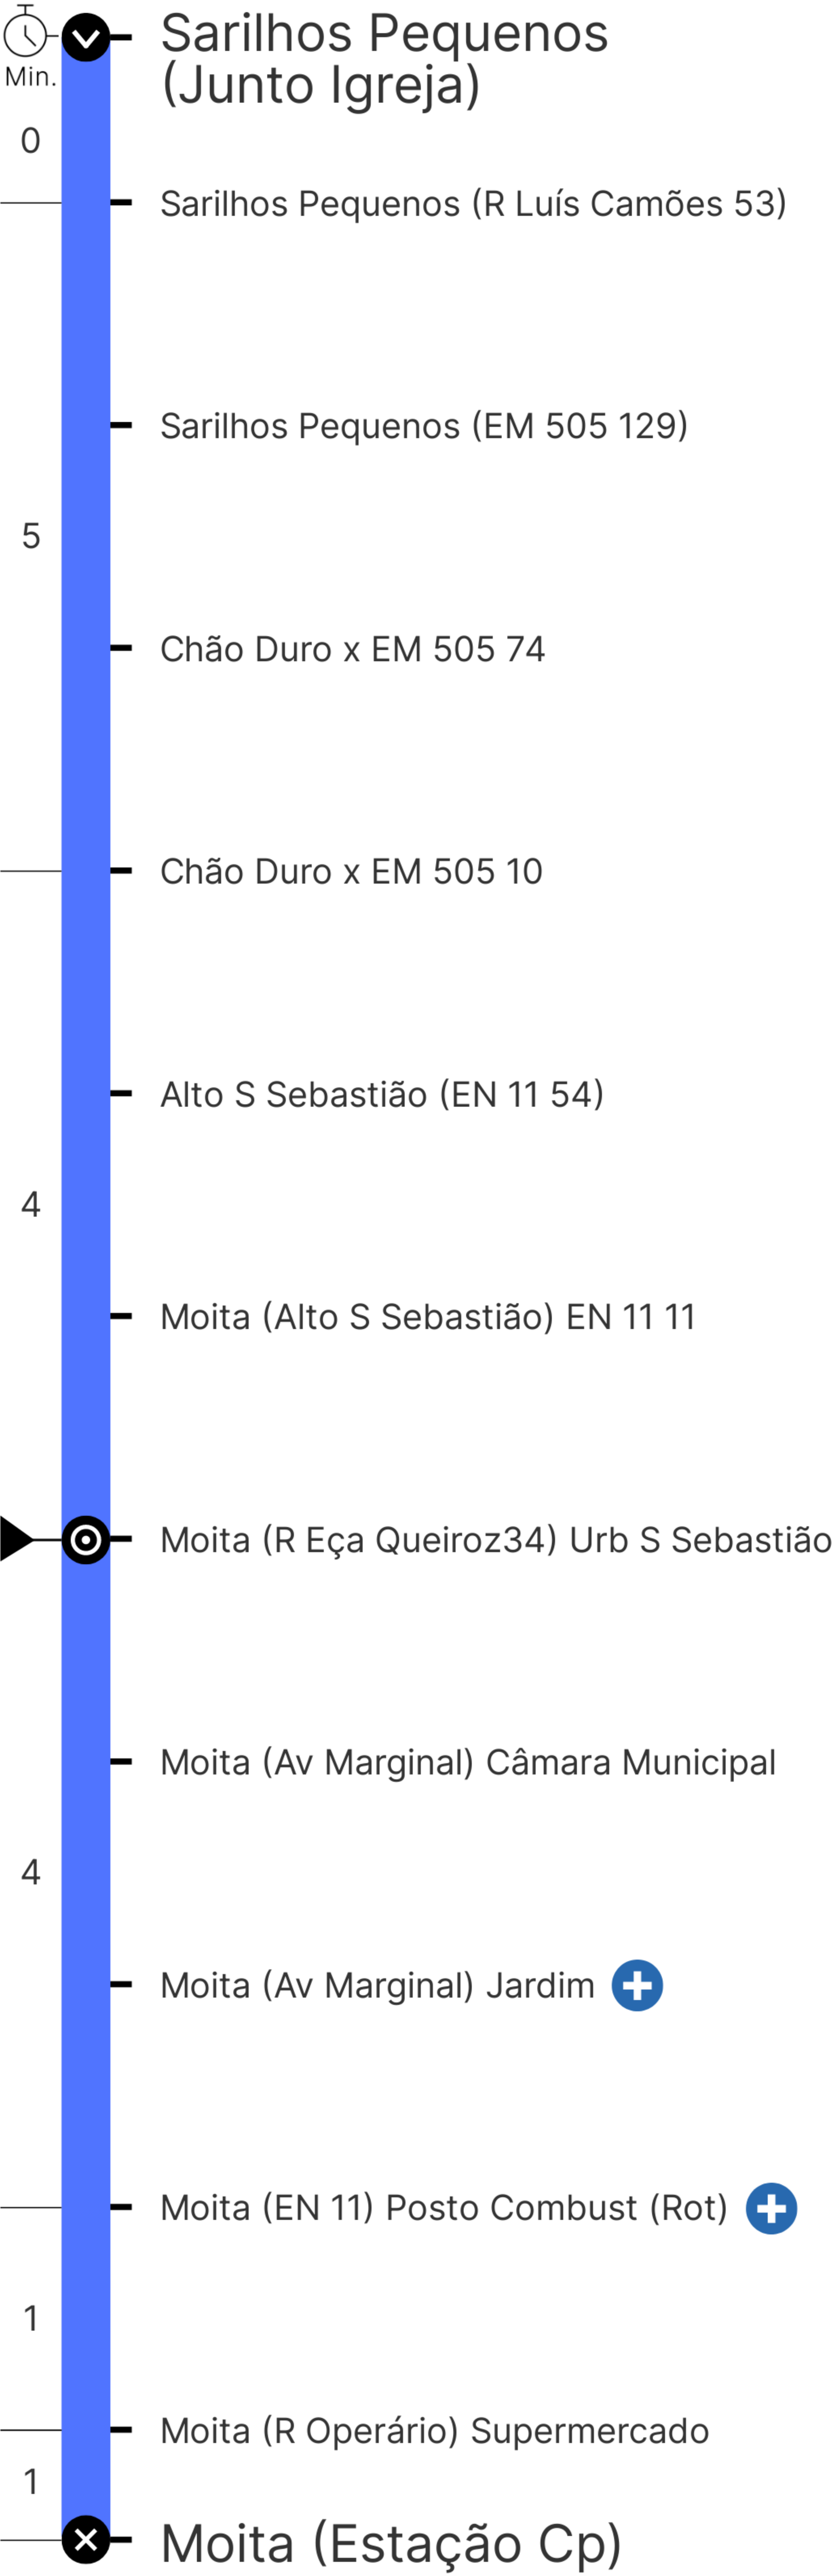 Sarilhos Pequenos
(Junto Igreja)
Min.
0
Sarilhos Pequenos (R Luís Camões 53)
Sarilhos Pequenos (EM 505 129)
5
Chão Duro x EM 505 74
Chão Duro x EM 505 10
Alto S Sebastião (EN 11 54)
4
Moita (Alto S Sebastião) EN 11 11
Moita (R Eça Queiroz34) Urb S Sebastião
Moita (Av Marginal) Câmara Municipal
4
Moita (Av Marginal) Jardim
Moita (EN 11) Posto Combust (Rot)
1
Moita (R Operário) Supermercado
1
Moita (Estação Cp)